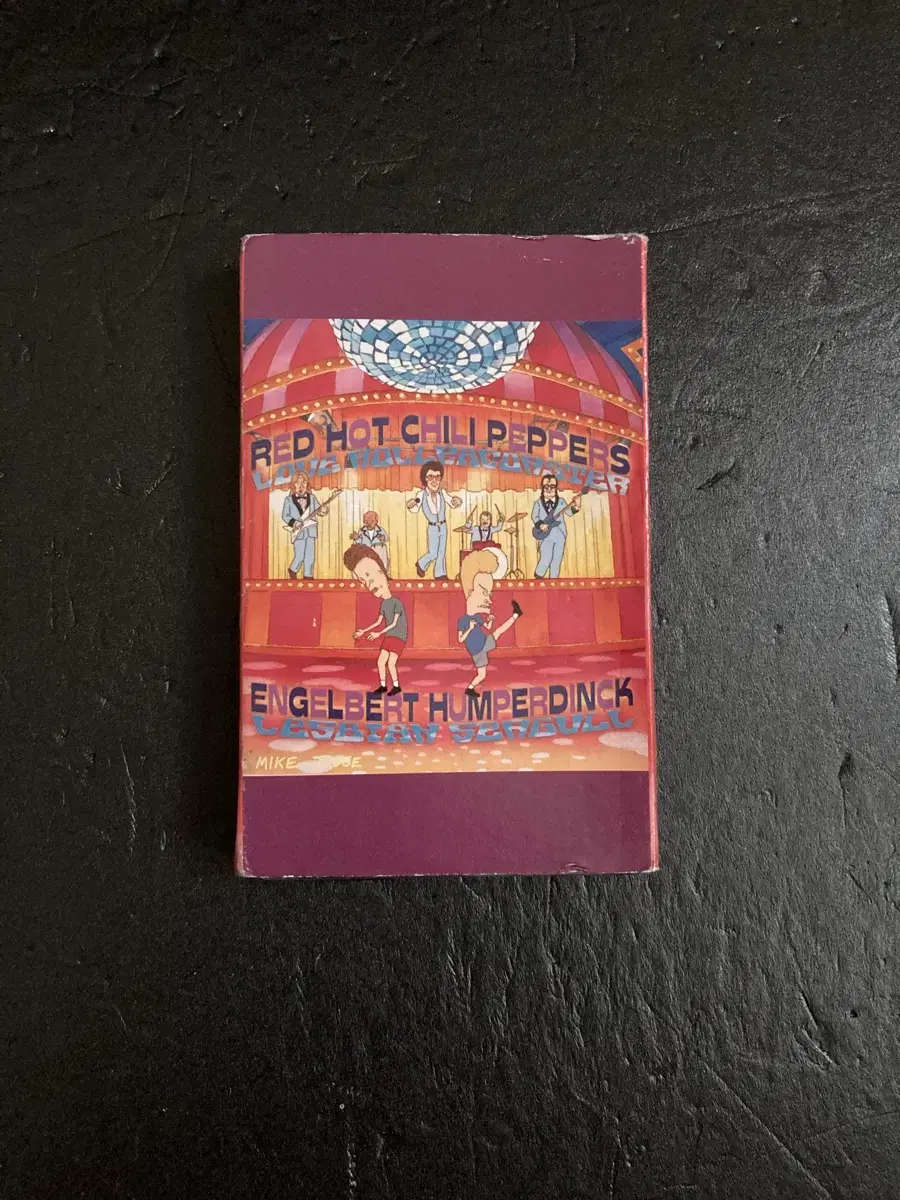 RED HOT CHILI PEPPERS
LOVE ROLLERCOASTER
ENGELBERT HUMPERDINCK
LESBIAN SEAGULL
MIKE